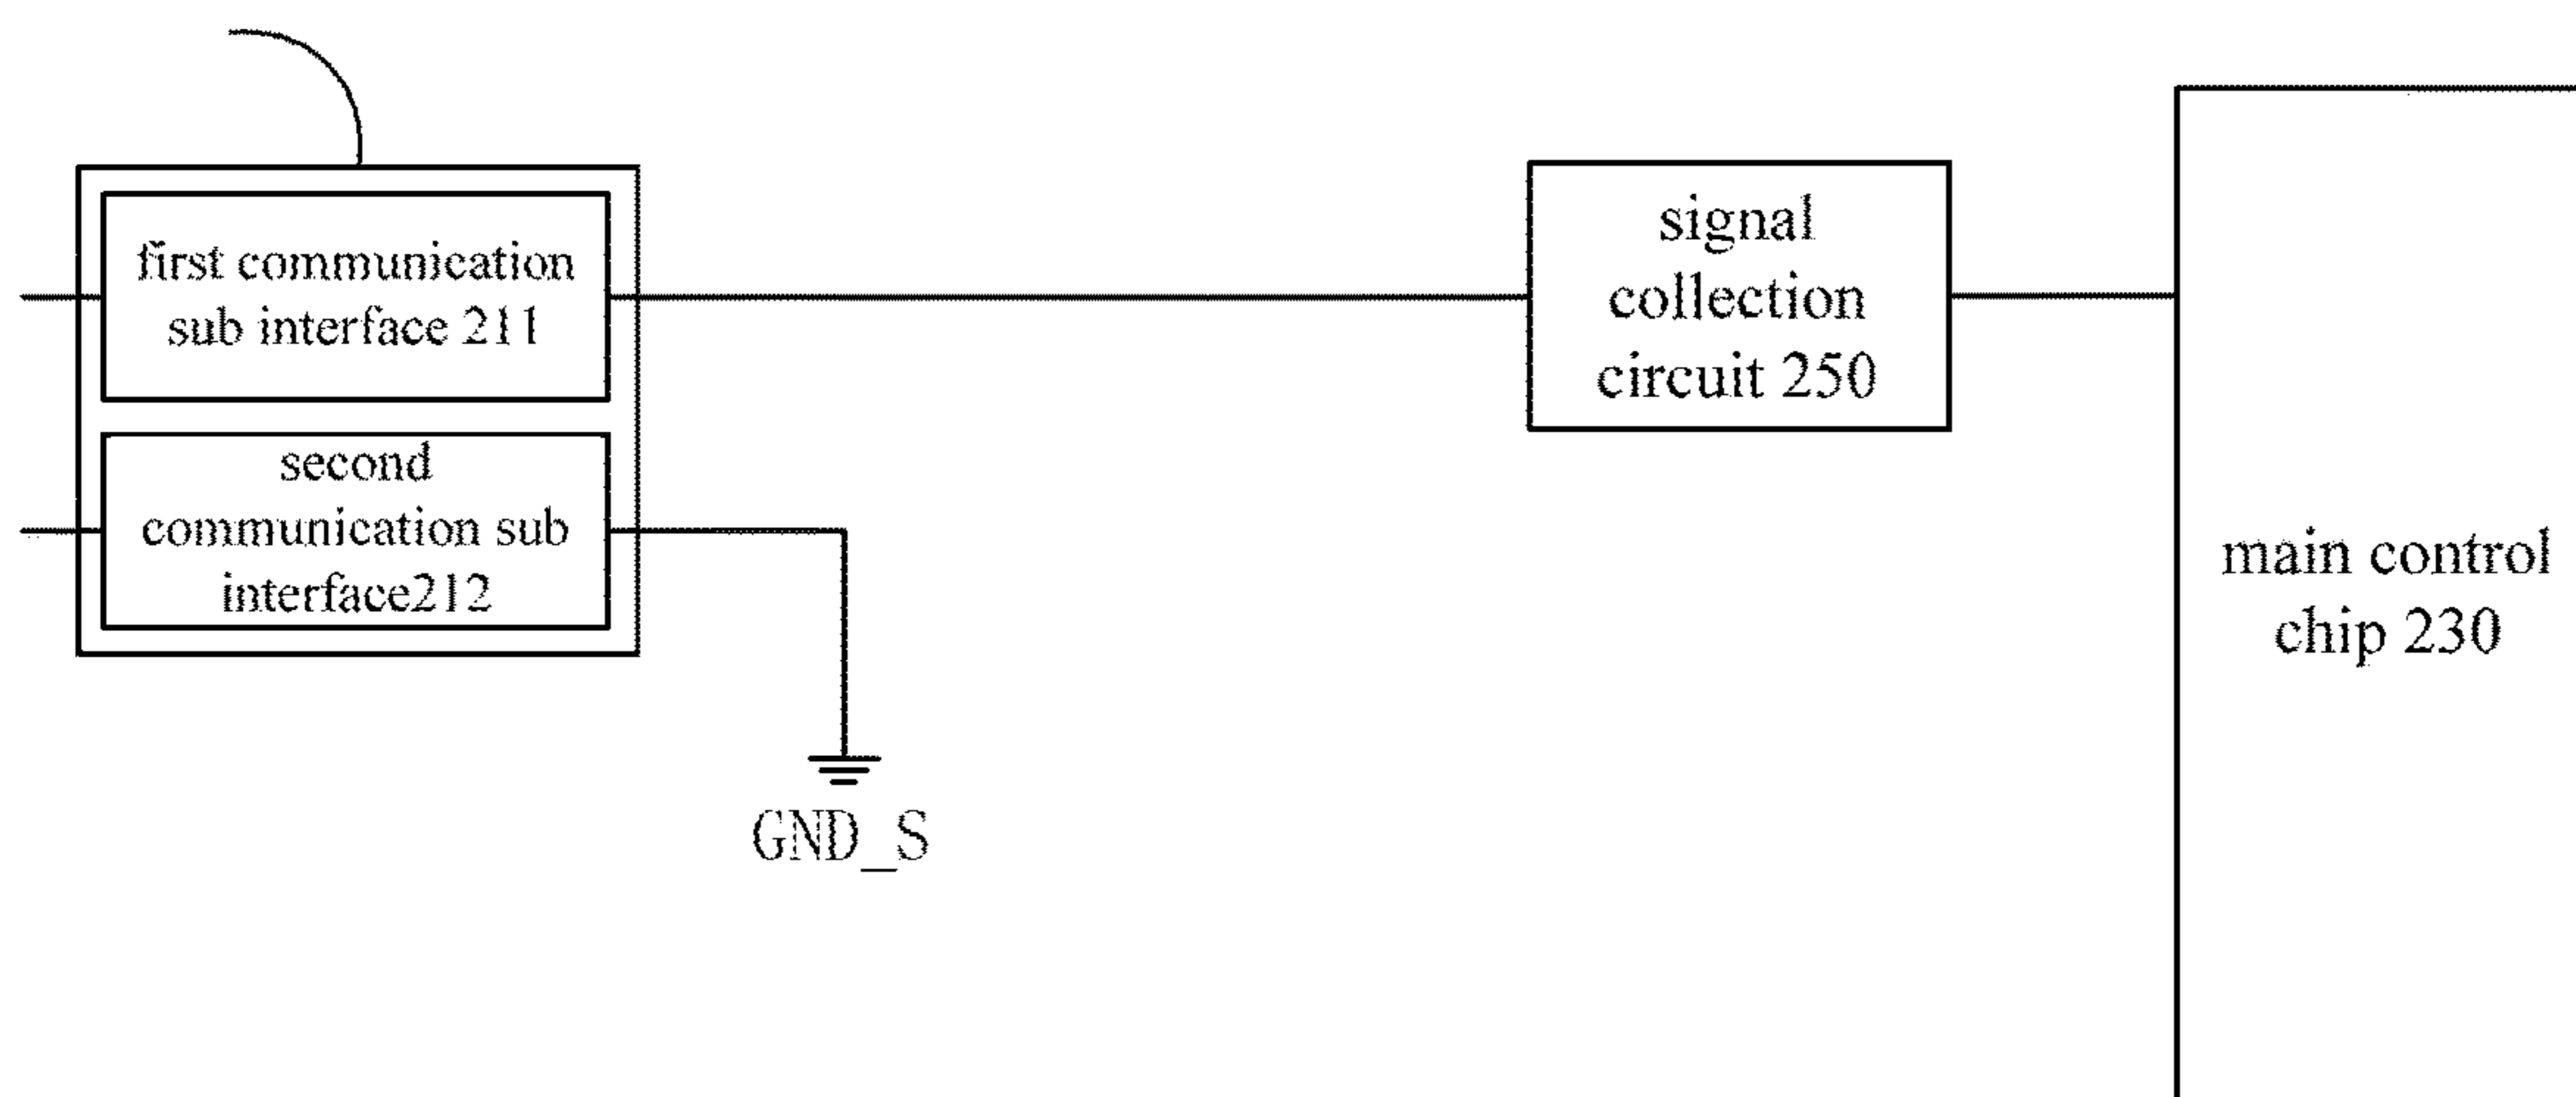 first communication
sub interface 211
second
communication sub
interface212
GND_S
signal
collection
circuit 250
main control
chip 230